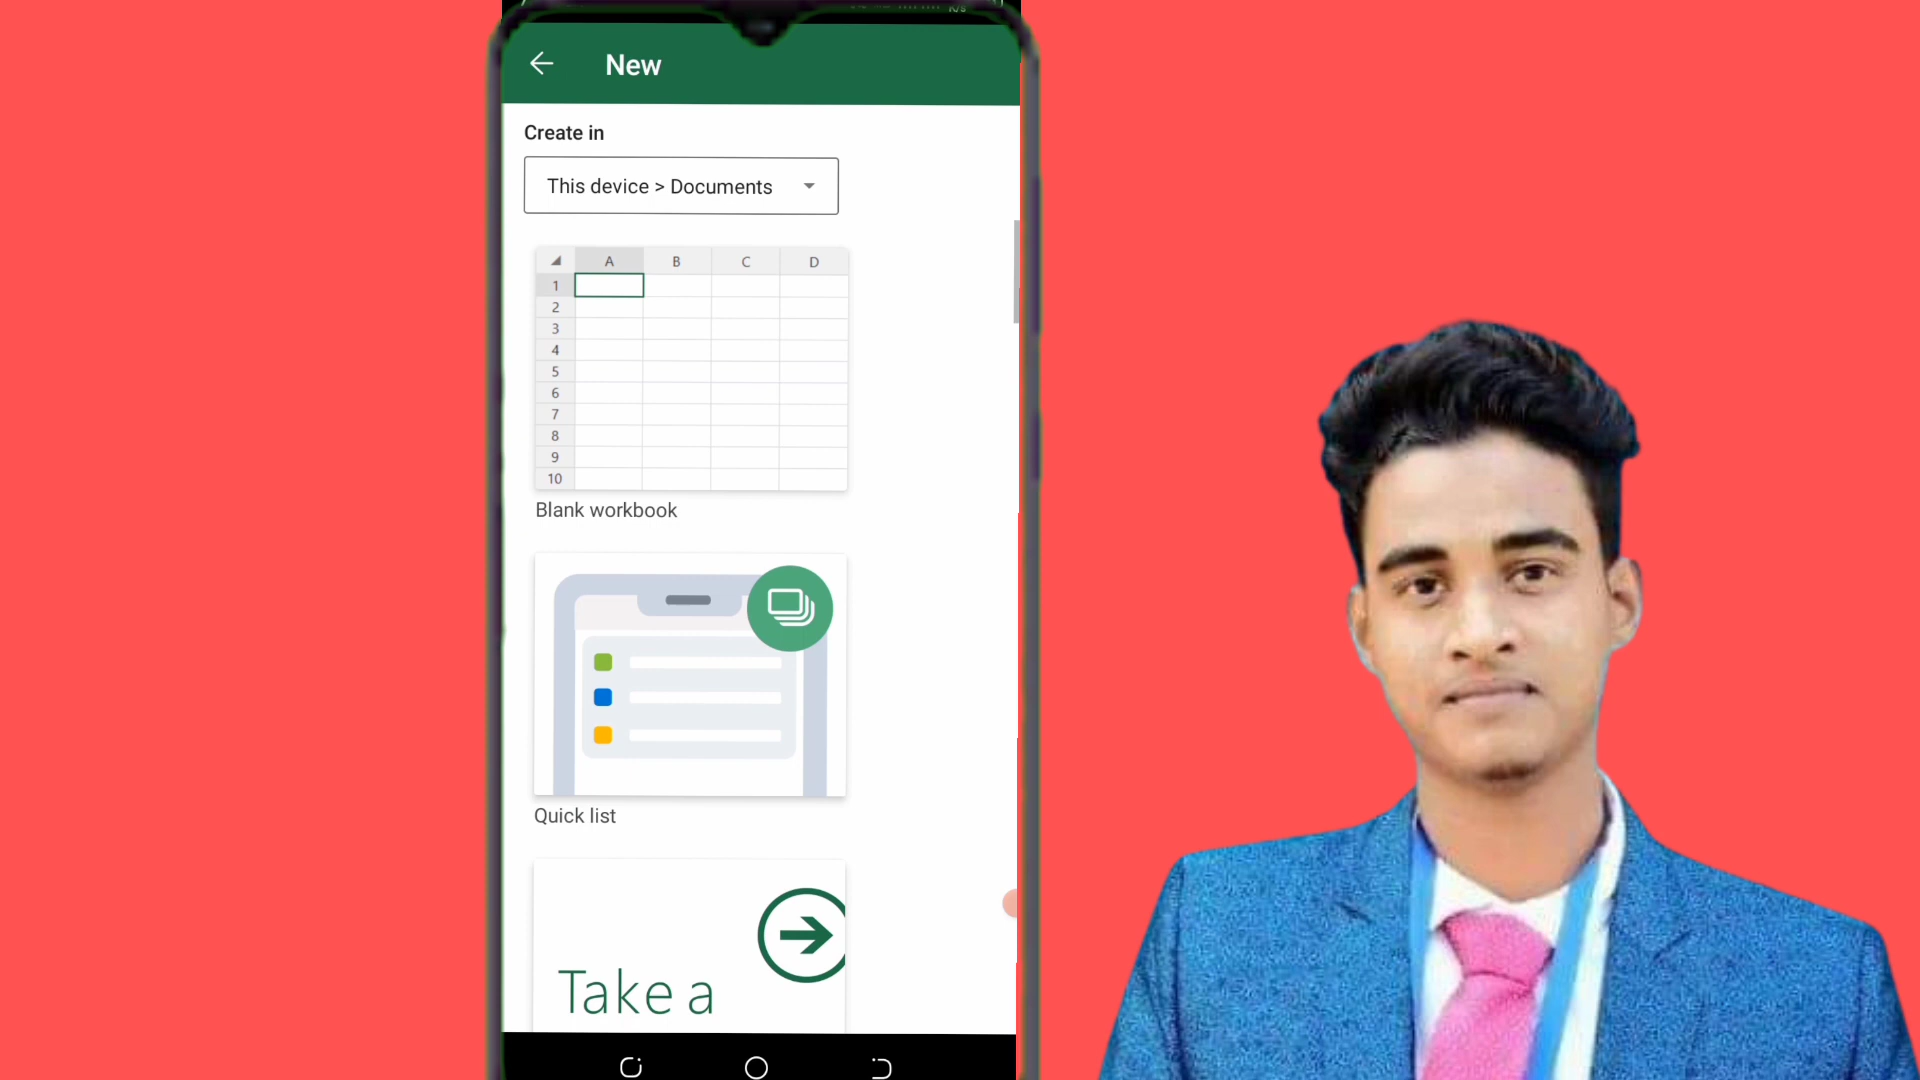 New
Create in
This device > Documents
A B C D
1
2
3
4
5
6
7
8
9
10
Blank workbook
Quick list
Take a